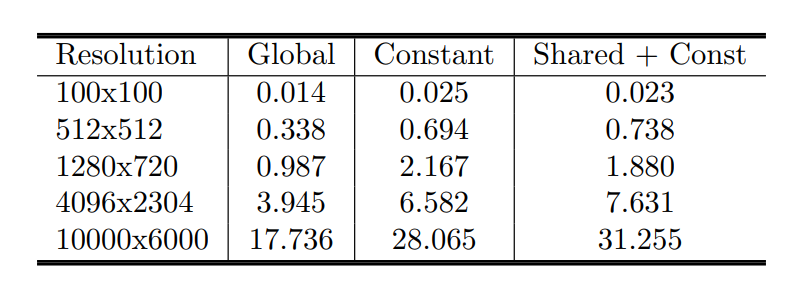 Resolution Global Constant Shared + Const
100x100 0.014 0.025 0.023
512x512 0.338 0.694 0.738
1280x720 0.987 2.167 1.880
4096x2304 3.945 6.582 7.631
10000x6000 17.736 28.065 31.255